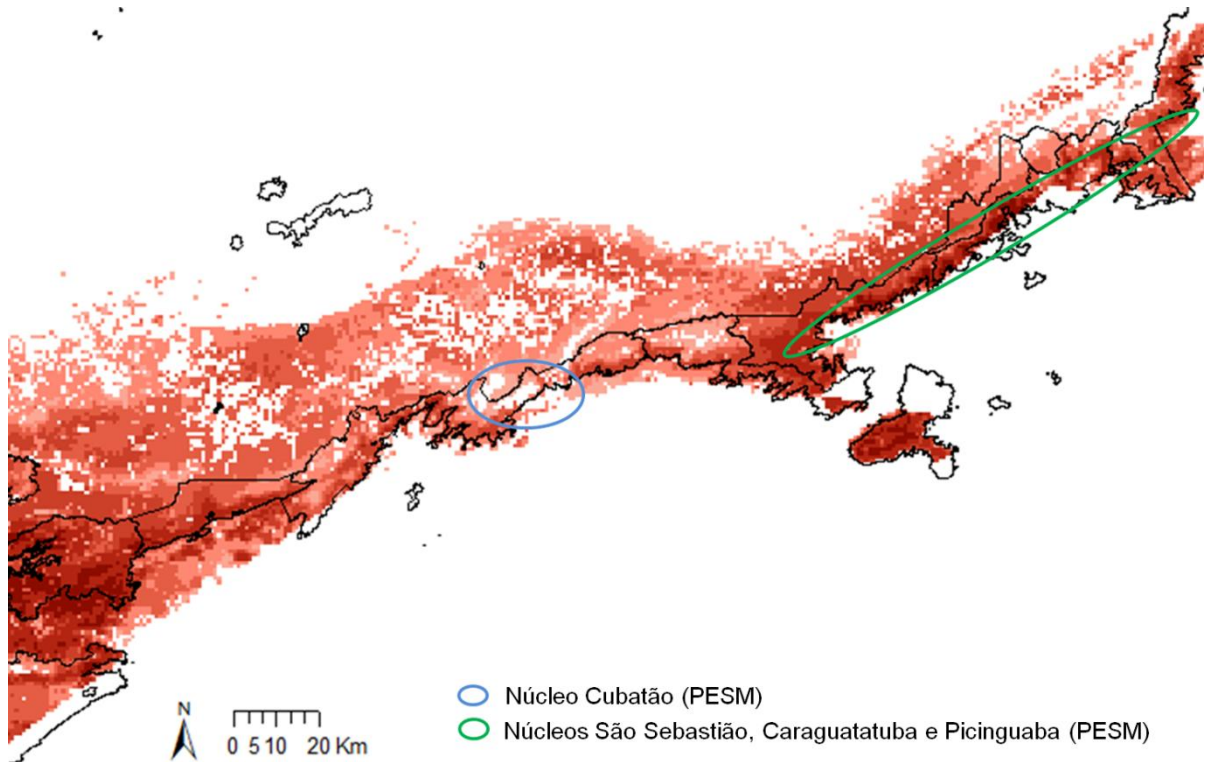 N
0 5 10 20 Km
Núcleo Cubatão (PESM)
Núcleos São Sebastião, Caraguatatuba e Picinguaba (PESM)